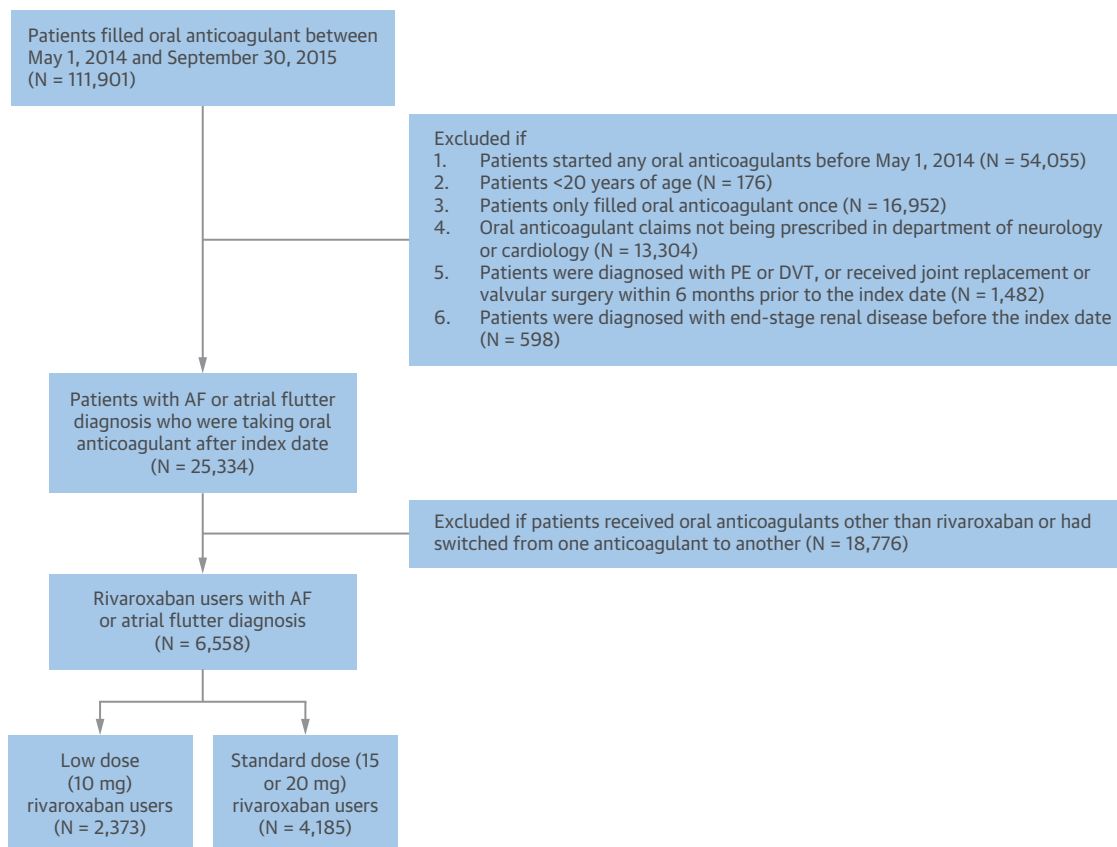 Patients filled oral anticoagulant between
May 1, 2014 and September 30, 2015
(N = 111,901)
Excluded if
1. Patients started any oral anticoagulants before May 1, 2014 (N = 54,055)
2. Patients <20 years of age (N = 176)
3. Patients only filled oral anticoagulant once (N = 16,952)
4. Oral anticoagulant claims not being prescribed in department of neurology
or cardiology (N = 13,304)
5. Patients were diagnosed with PE or DVT, or received joint replacement or
valvular surgery within 6 months prior to the index date (N = 1,482)
6. Patients were diagnosed with end-stage renal disease before the index date
(N = 598)
Patients with AF or atrial flutter
diagnosis who were taking oral
anticoagulant after index date
(N = 25,334)
Excluded if patients received oral anticoagulants other than rivaroxaban or had
switched from one anticoagulant to another (N = 18,776)
Rivaroxaban users with AF
or atrial flutter diagnosis
(N = 6,558)
Low dose
(10 mg)
rivaroxaban users
(N = 2,373)
Standard dose (15
or 20 mg)
rivaroxaban users
(N = 4,185)